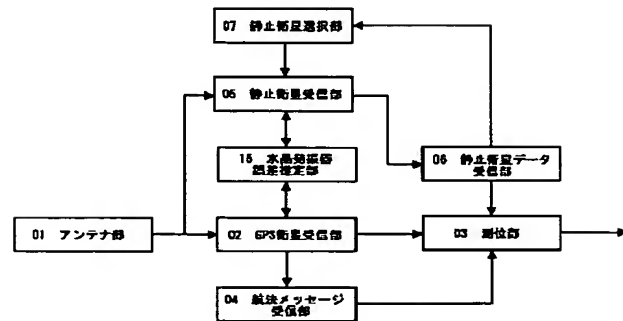 07 静止衛星選択部
05 静止衛星受信部
15 水晶発振器
誤差推定部
06 静止衛星データ
受信部
01 アンテナ部
02 GPS衛星受信部
03 測位部
04 航法メッセージ
受信部